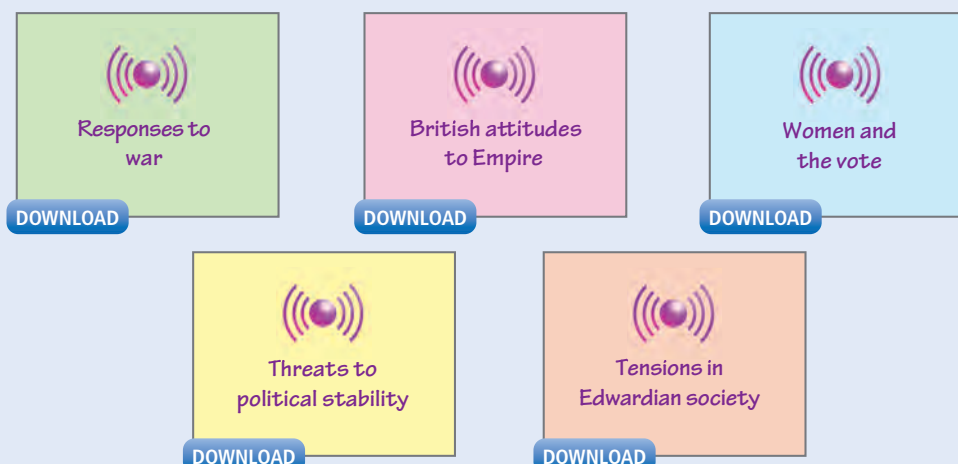 Responses to
war
DOWNLOAD
British attitudes
to Empire
DOWNLOAD
Women and
the vote
DOWNLOAD
Threats to
political stability
DOWNLOAD
Tensions in
Edwardian society
DOWNLOAD